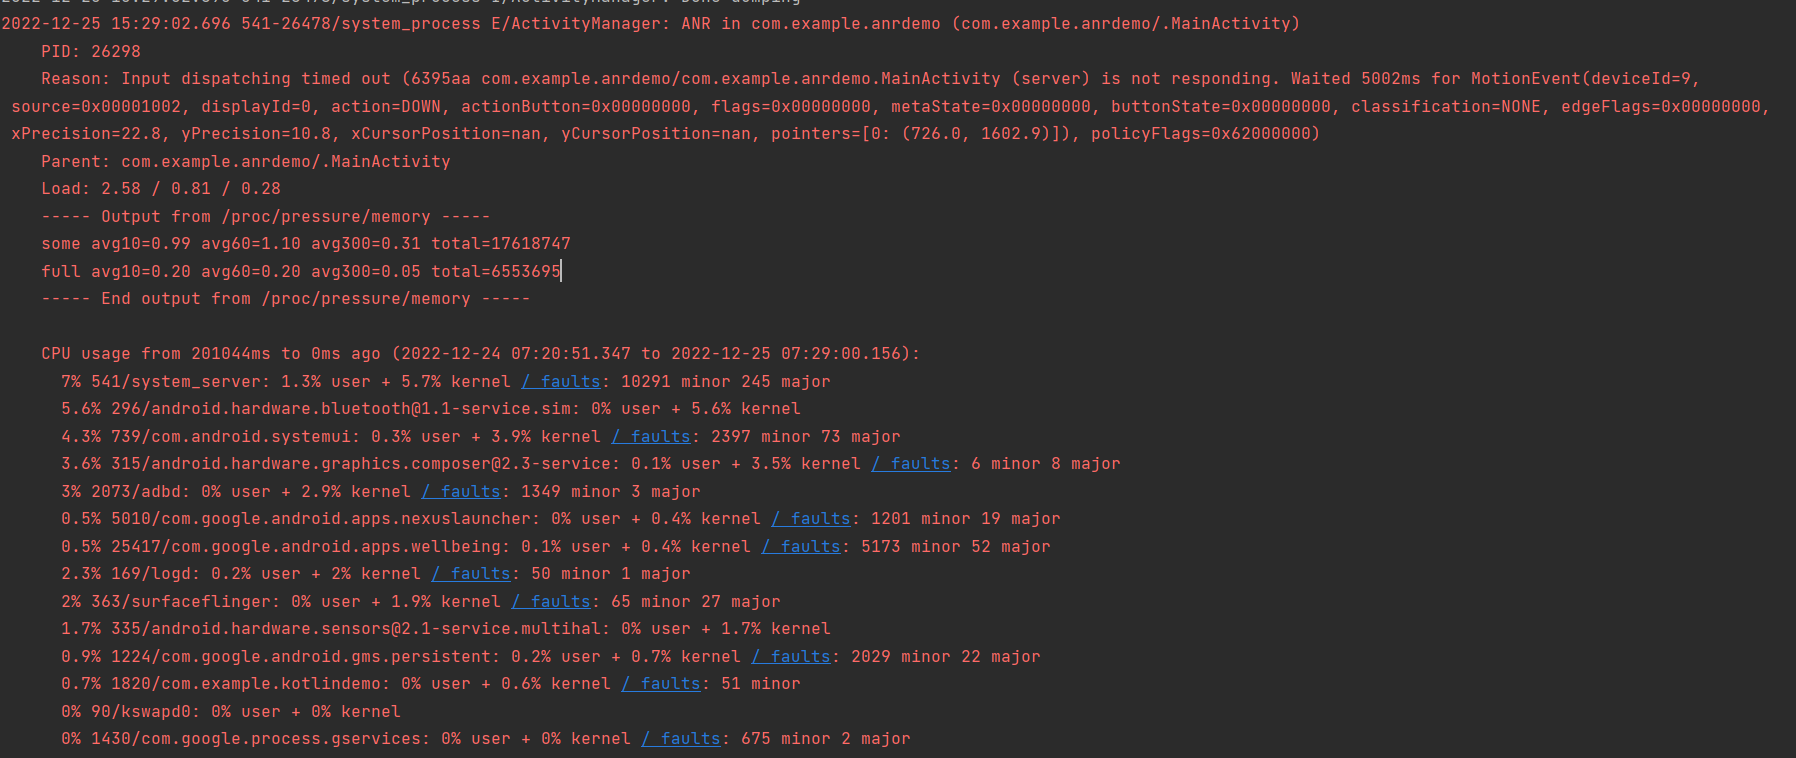 2022-12-25 15:29:02.696 541-26478/system_process E/ActivityManager: ANR in com.example.anrdemo (com.example.anrdemo/.MainActivity)
PID: 26298
Reason: Input dispatching timed out (6395aa com.example.anrdemo/com.example.anrdemo.MainActivity (server) is not responding. Waited 5002ms for MotionEvent(deviceId=9,
source=0x00001002, displayId=0, action=DOWN, actionButton=0x00000000, flags=0x00000000, metaState=0x00000000, buttonState=0x00000000, classification=NONE, edgeFlags=0x00000000,
xPrecision=22.8, yPrecision=10.8, xCursorPosition=nan, yCursorPosition=nan, pointers=[0: (726.0, 1602.9)]), policyFlags=0x62000000)
Parent: com.example.anrdemo/.MainActivity
Load: 2.58 / 0.81 / 0.28
----- Output from /proc/pressure/memory -----
some avg10=0.99 avg60=1.10 avg300=0.31 total=17618747
full avg10=0.20 avg60=0.20 avg300=0.05 total=6553695
----- End output from /proc/pressure/memory -----
CPU usage from 201044ms to 0ms ago (2022-12-24 07:20:51.347 to 2022-12-25 07:29:00.156):
7% 541/system_server: 1.3% user + 5.7% kernel / faults: 10291 minor 245 major
5.6% 296/android.hardware.bluetooth@1.1-service.sim: 0% user + 5.6% kernel
4.3% 739/com.android.systemui: 0.3% user + 3.9% kernel / faults: 2397 minor 73 major
3.6% 315/android.hardware.graphics.composer@2.3-service: 0.1% user + 3.5% kernel / faults: 6 minor 8 major
3% 2073/adbd: 0% user + 2.9% kernel / faults: 1349 minor 3 major
0.5% 5010/com.google.android.apps.nexuslauncher: 0% user + 0.4% kernel / faults: 1201 minor 19 major
0.5% 25417/com.google.android.apps.wellbeing: 0.1% user + 0.4% kernel / faults: 5173 minor 52 major
2.3% 169/logd: 0.2% user + 2% kernel / faults: 50 minor 1 major
2% 363/surfaceflinger: 0% user + 1.9% kernel / faults: 65 minor 27 major
1.7% 335/android.hardware.sensors@2.1-service.multihal: 0% user + 1.7% kernel
0.9% 1224/com.google.android.gms.persistent: 0.2% user + 0.7% kernel / faults: 2029 minor 22 major
0.7% 1820/com.example.kotlindemo: 0% user + 0.6% kernel / faults: 51 minor
0% 90/kswapd0: 0% user + 0% kernel
0% 1430/com.google.process.gservices: 0% user + 0% kernel / faults: 675 minor 2 major